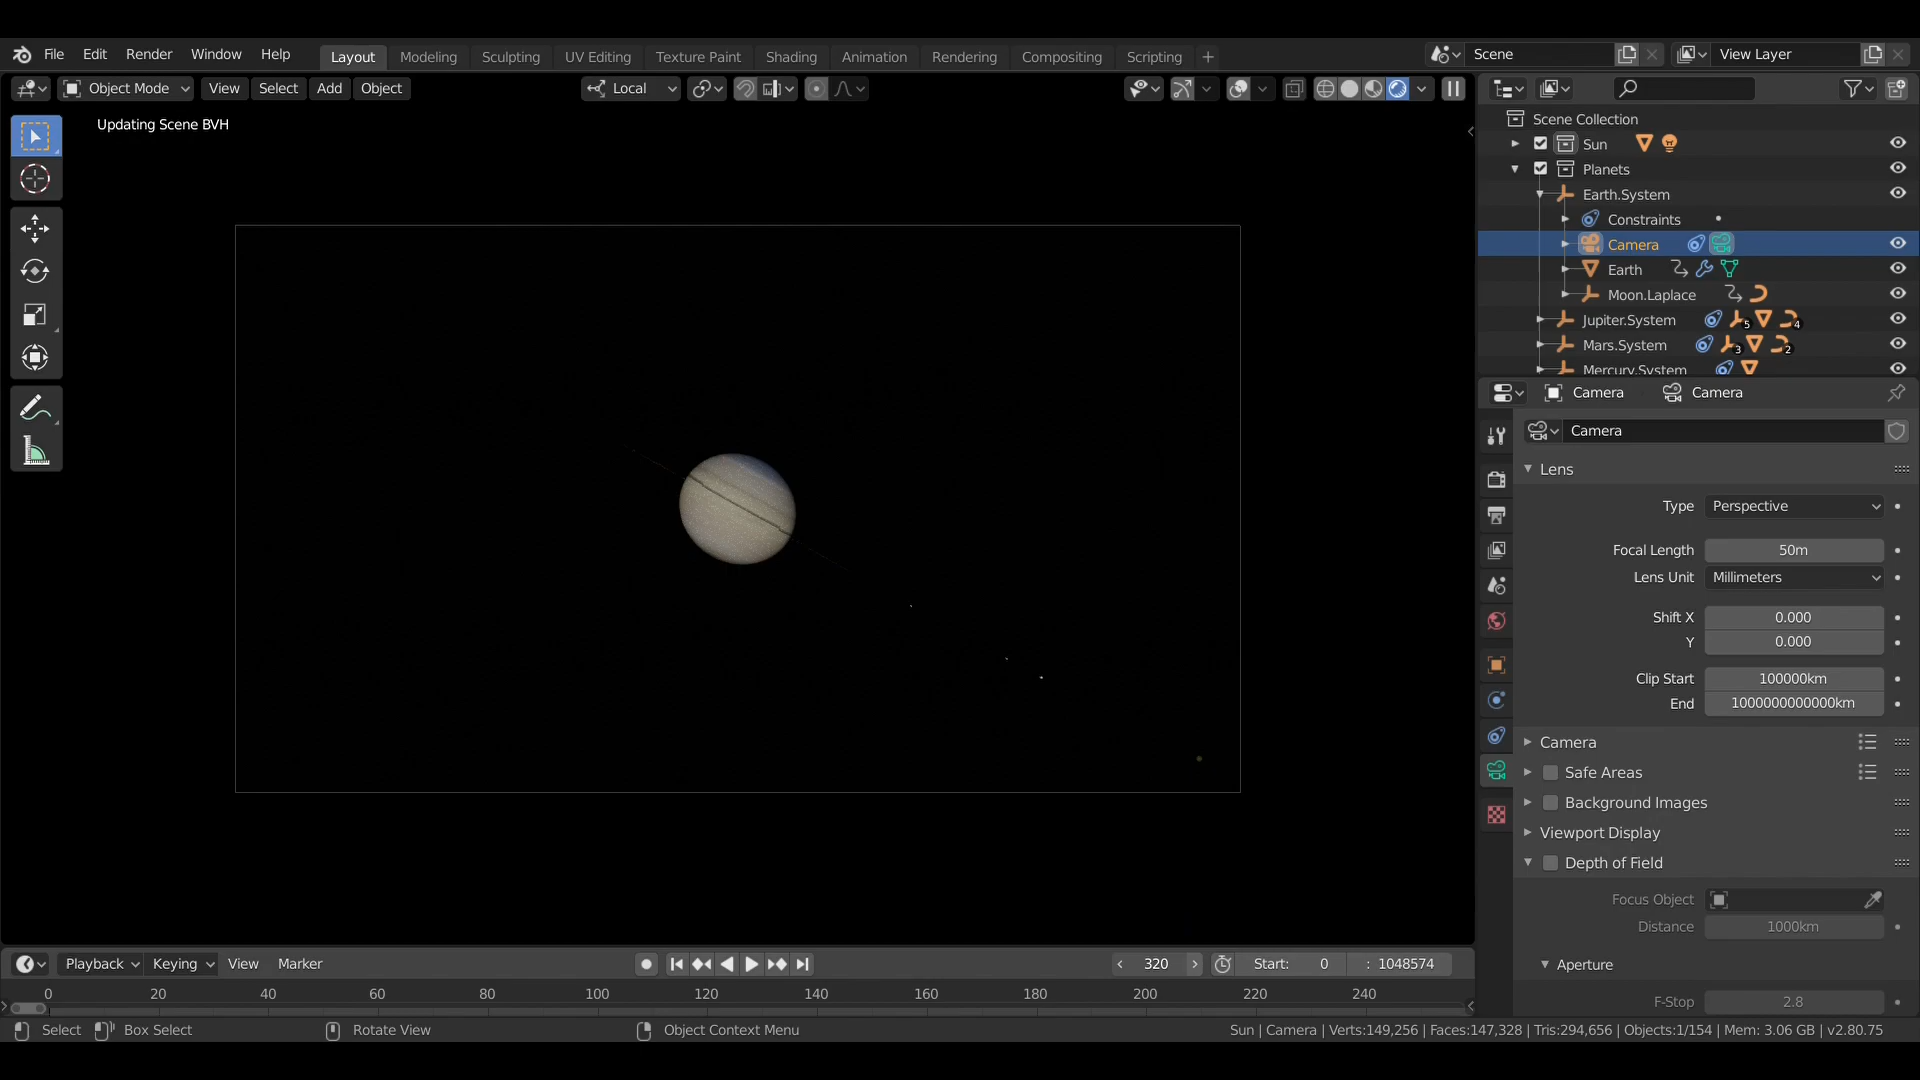 File Edit Render Window Help Layout Modeling Sculpting UV Editing Texture Paint Shading Animation Rendering Compositing Scripting + Scene View Layer
Object Mode View Select Add Object Local
Updating Scene BVH
Scene Collection
Sun
Planets
Earth.System
Constraints
Camera
Earth
Moon.Laplace
Jupiter.System 5 4
Mars.System 3 2
Mercury.System
Camera Camera
Camera
Lens
Type Perspective
Focal Length 50m
Lens Unit Millimeters
Shift X 0.000
Y 0.000
Clip Start 100000km
End 1000000000000km
Camera
Safe Areas
Background Images
Viewport Display
Depth of Field
Focus Object
Distance 1000km
Aperture
F-Stop 2.8
Playback Keying View Marker 320 Start: 0 : 1048574
0 20 40 60 80 100 120 140 160 180 200 220 240
Select Box Select Rotate View Object Context Menu Sun | Camera | Verts:149,256 | Faces:147,328 | Tris:294,656 | Objects:1/154 | Mem: 3.06 GB | v2.80.75